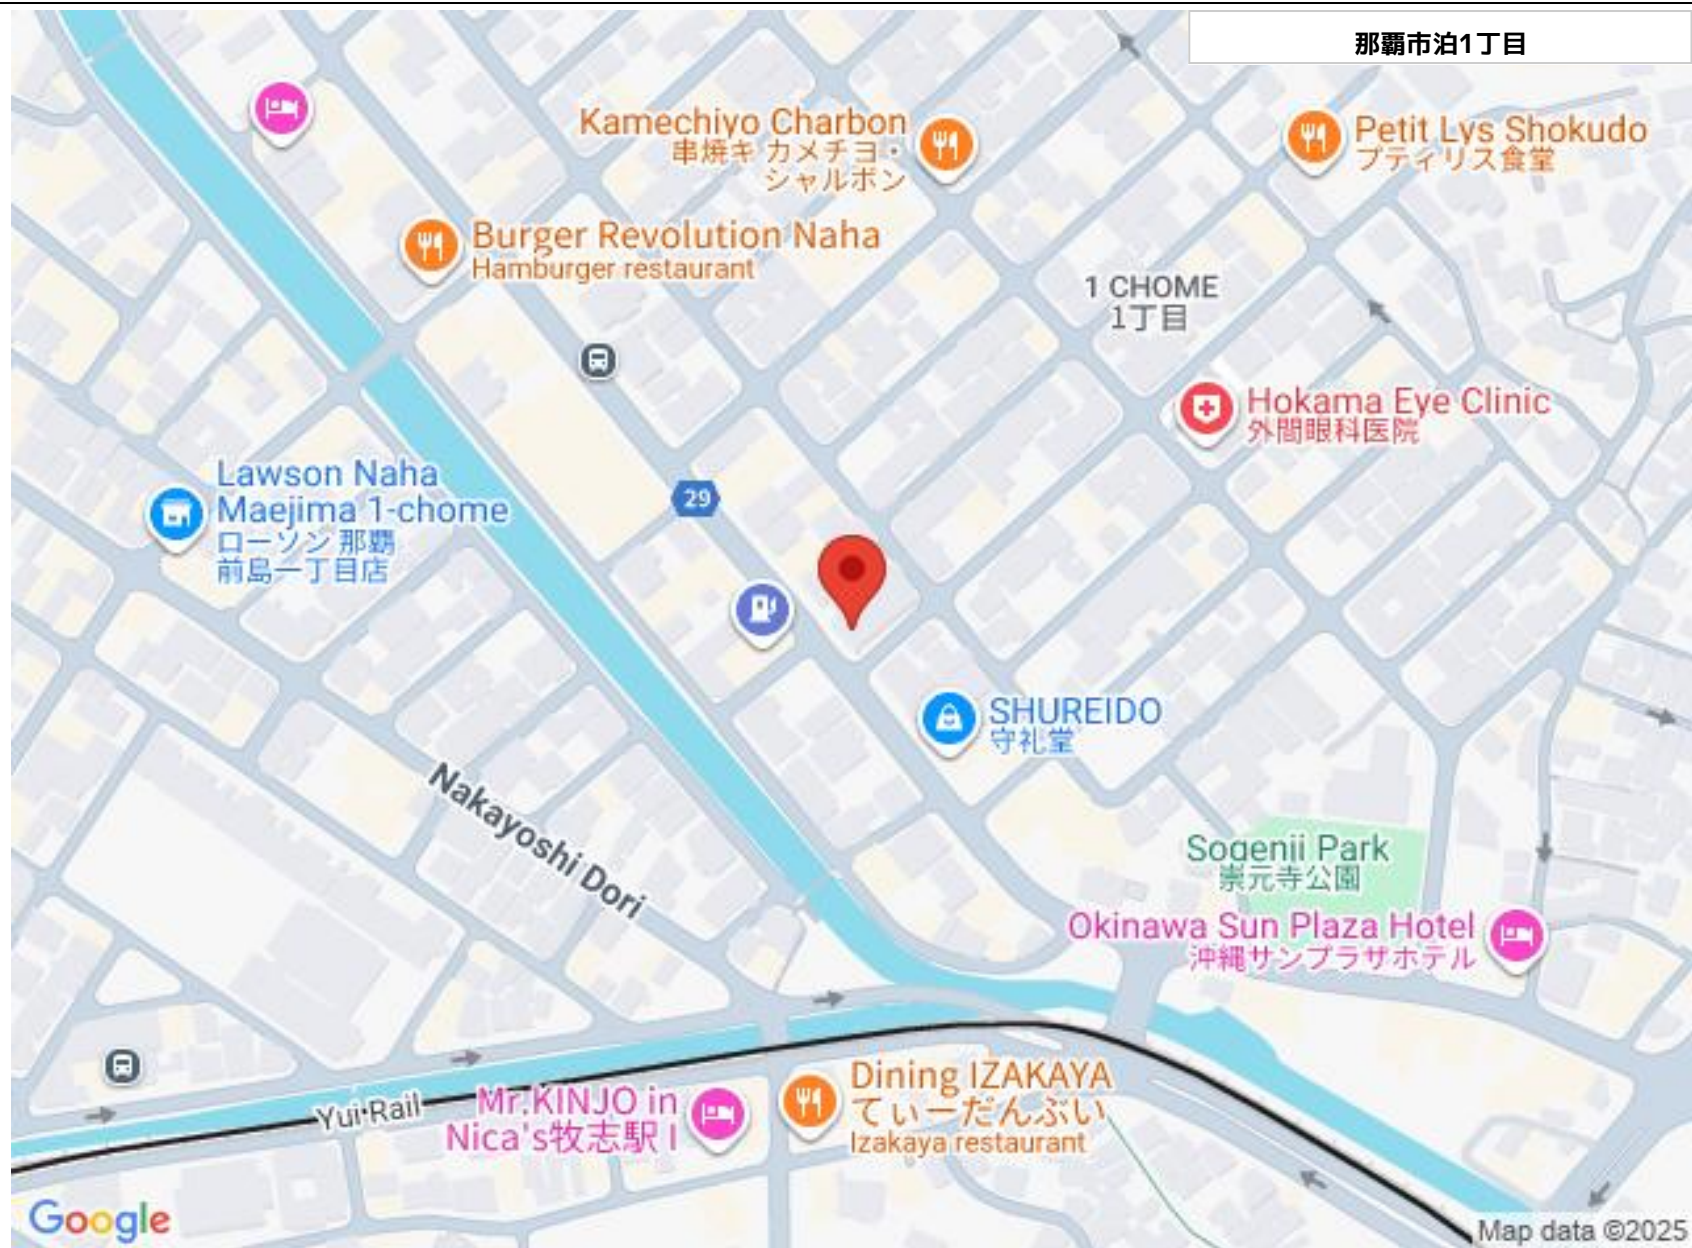 那覇市泊1丁目
Kamechiyo Charbon
串焼キ カメチヨ・
シャルボン
Petit Lys Shokudo
プティリス食堂
Burger Revolution Naha
Hamburger restaurant
1 CHOME
1丁目
Hokama Eye Clinic
外間眼科医院
Lawson Naha
Maejima 1-chome
ローソン 那覇
前島一丁目店
29
SHUREIDO
守礼堂
Nakayoshi Dori
Sogenji Park
崇元寺公園
Okinawa Sun Plaza Hotel
沖縄サンプラザホテル
Dining IZAKAYA
てぃーだんぶい
Izakaya restaurant
Yui Rail
Mr.KINJO in
Nica's牧志駅 I
Google
Map data ©2025